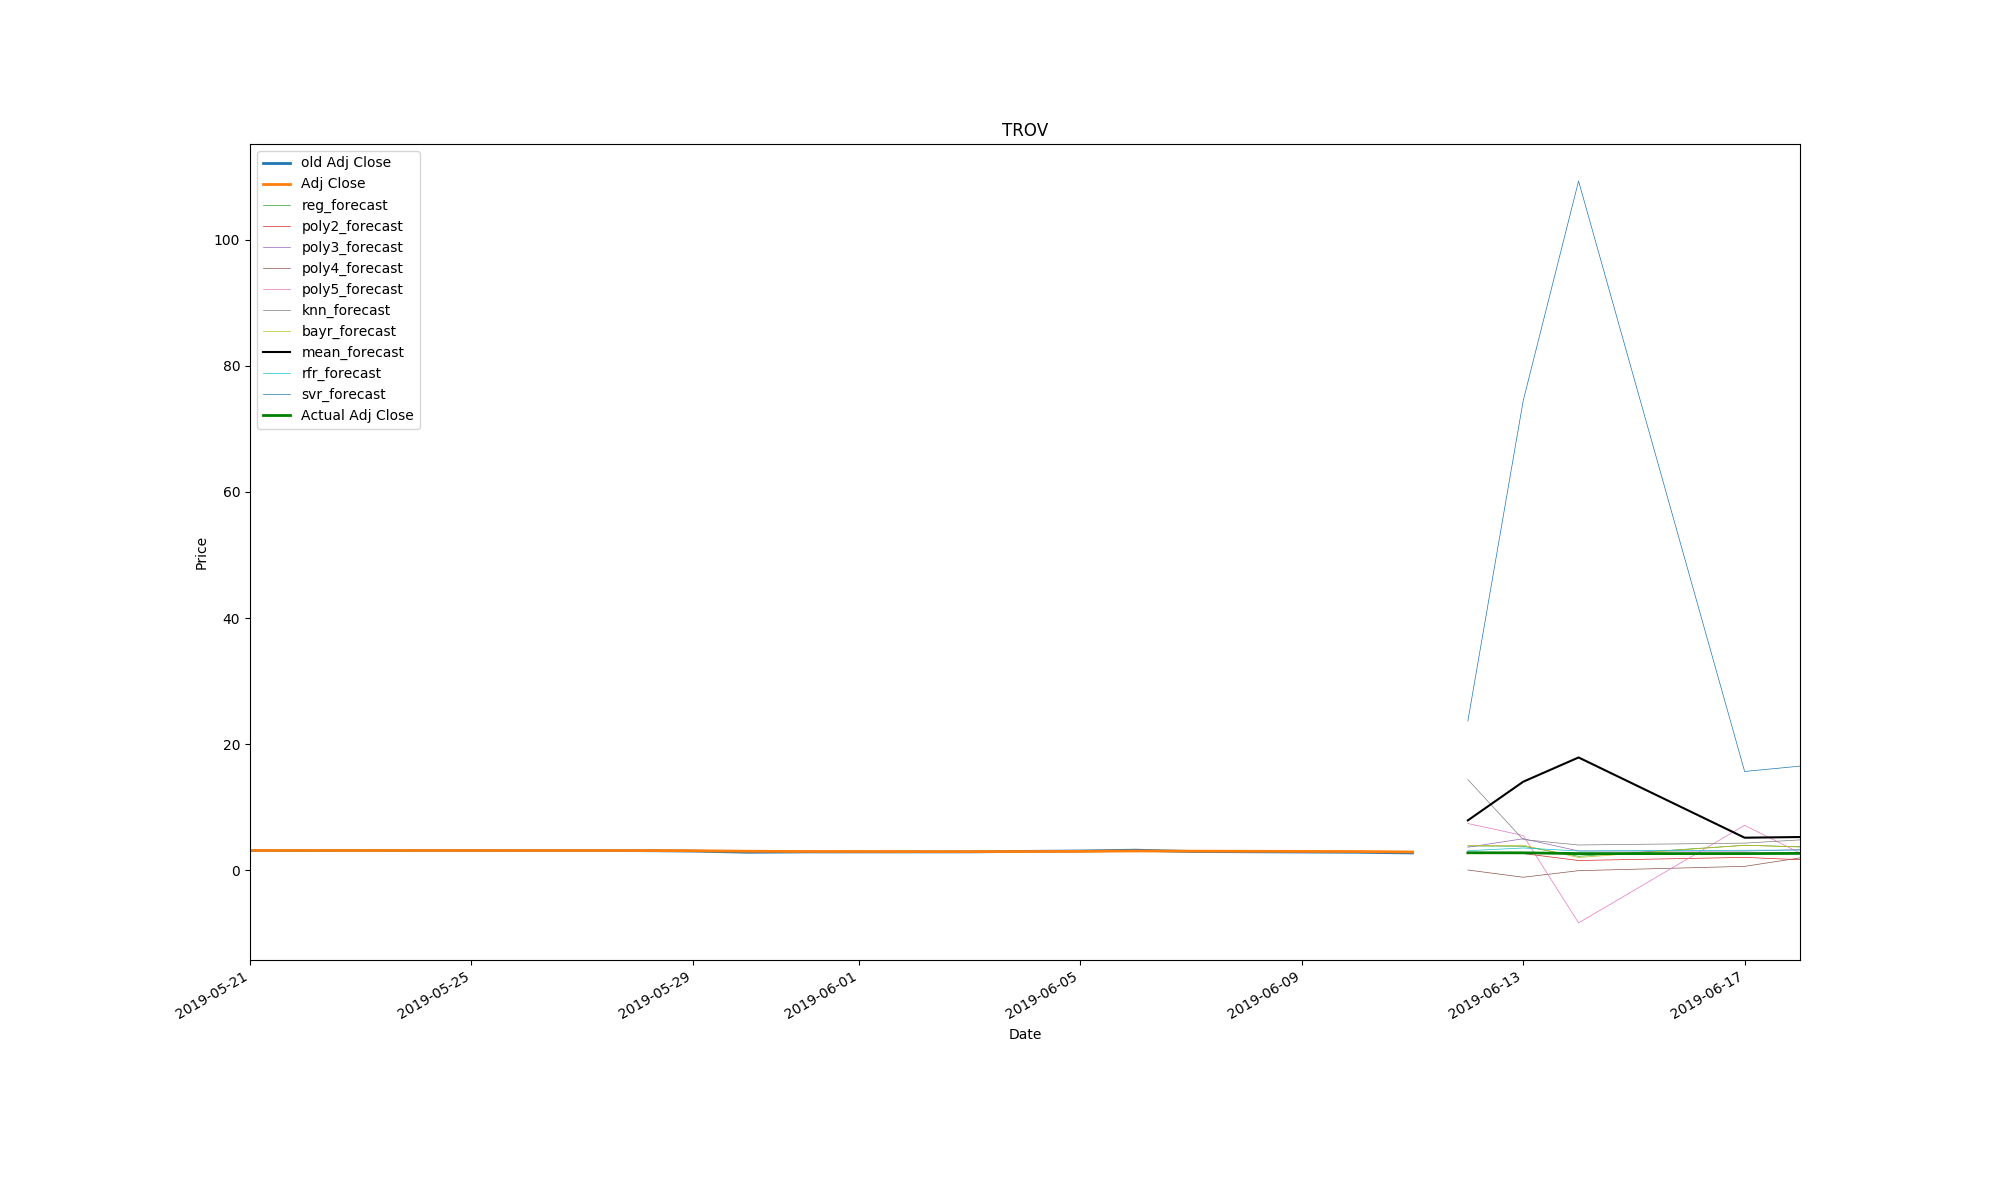 TROV
old Adj Close
Adj Close
reg_forecast
poly2_forecast
poly3_forecast
poly4_forecast
poly5_forecast
knn_forecast
bayr_forecast
mean_forecast
rfr_forecast
svr_forecast
Actual Adj Close
100
80
60
40
20
0
Price
2019-05-21
2019-05-25
2019-05-29
2019-06-01
2019-06-05
2019-06-09
2019-06-13
2019-06-17
Date